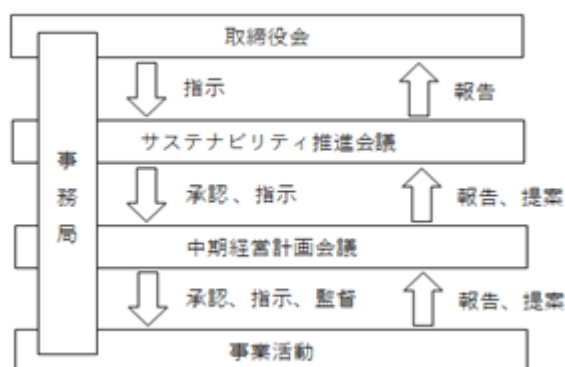 取締役会
指示
報告
サステナビリティ推進会議
事務局
承認、指示
報告、提案
中期経営計画会議
承認、指示、監督
報告、提案
事業活動